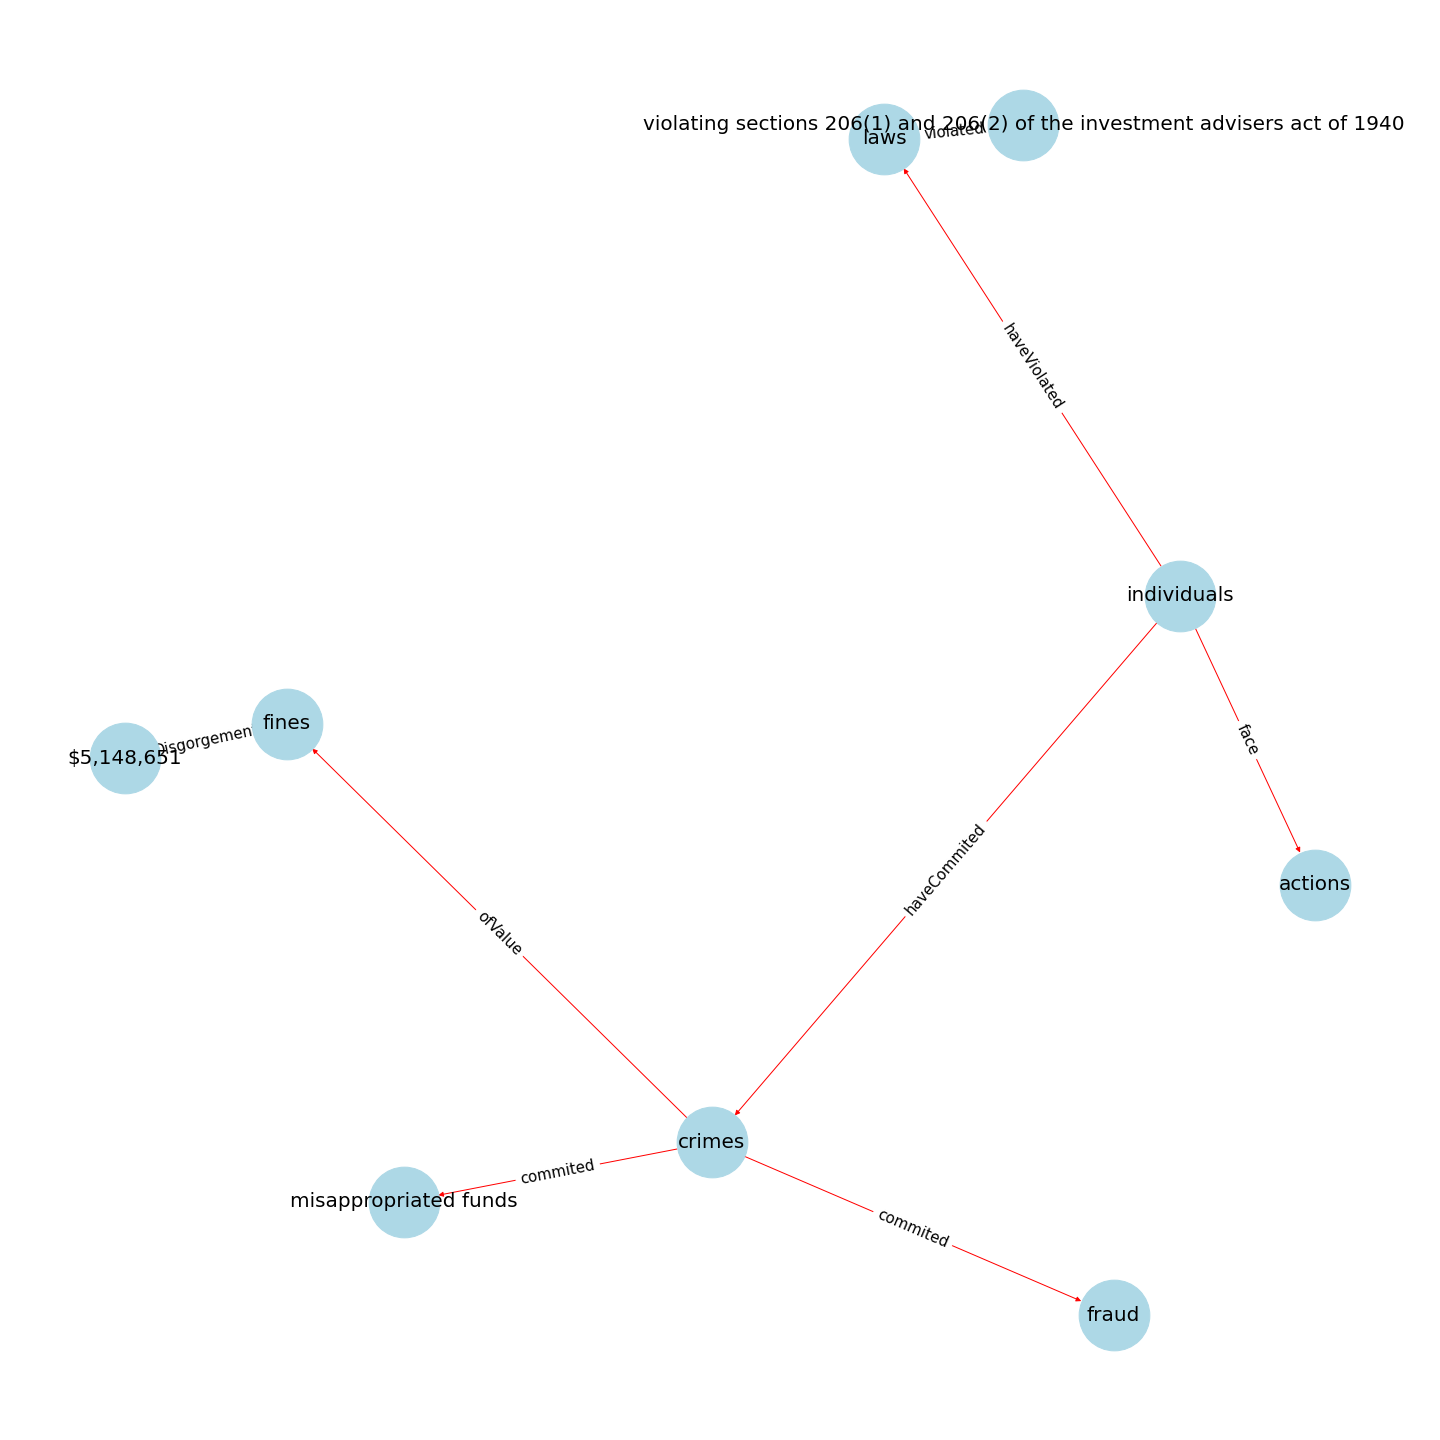 violating sections 206(1) and 206(2) of the investment advisers act of 1940
laws
violated
haveViolated
individuals
fines
$5,148,651
face
haveCommited
actions
ofValue
crimes
commited
misappropriated funds
commited
fraud